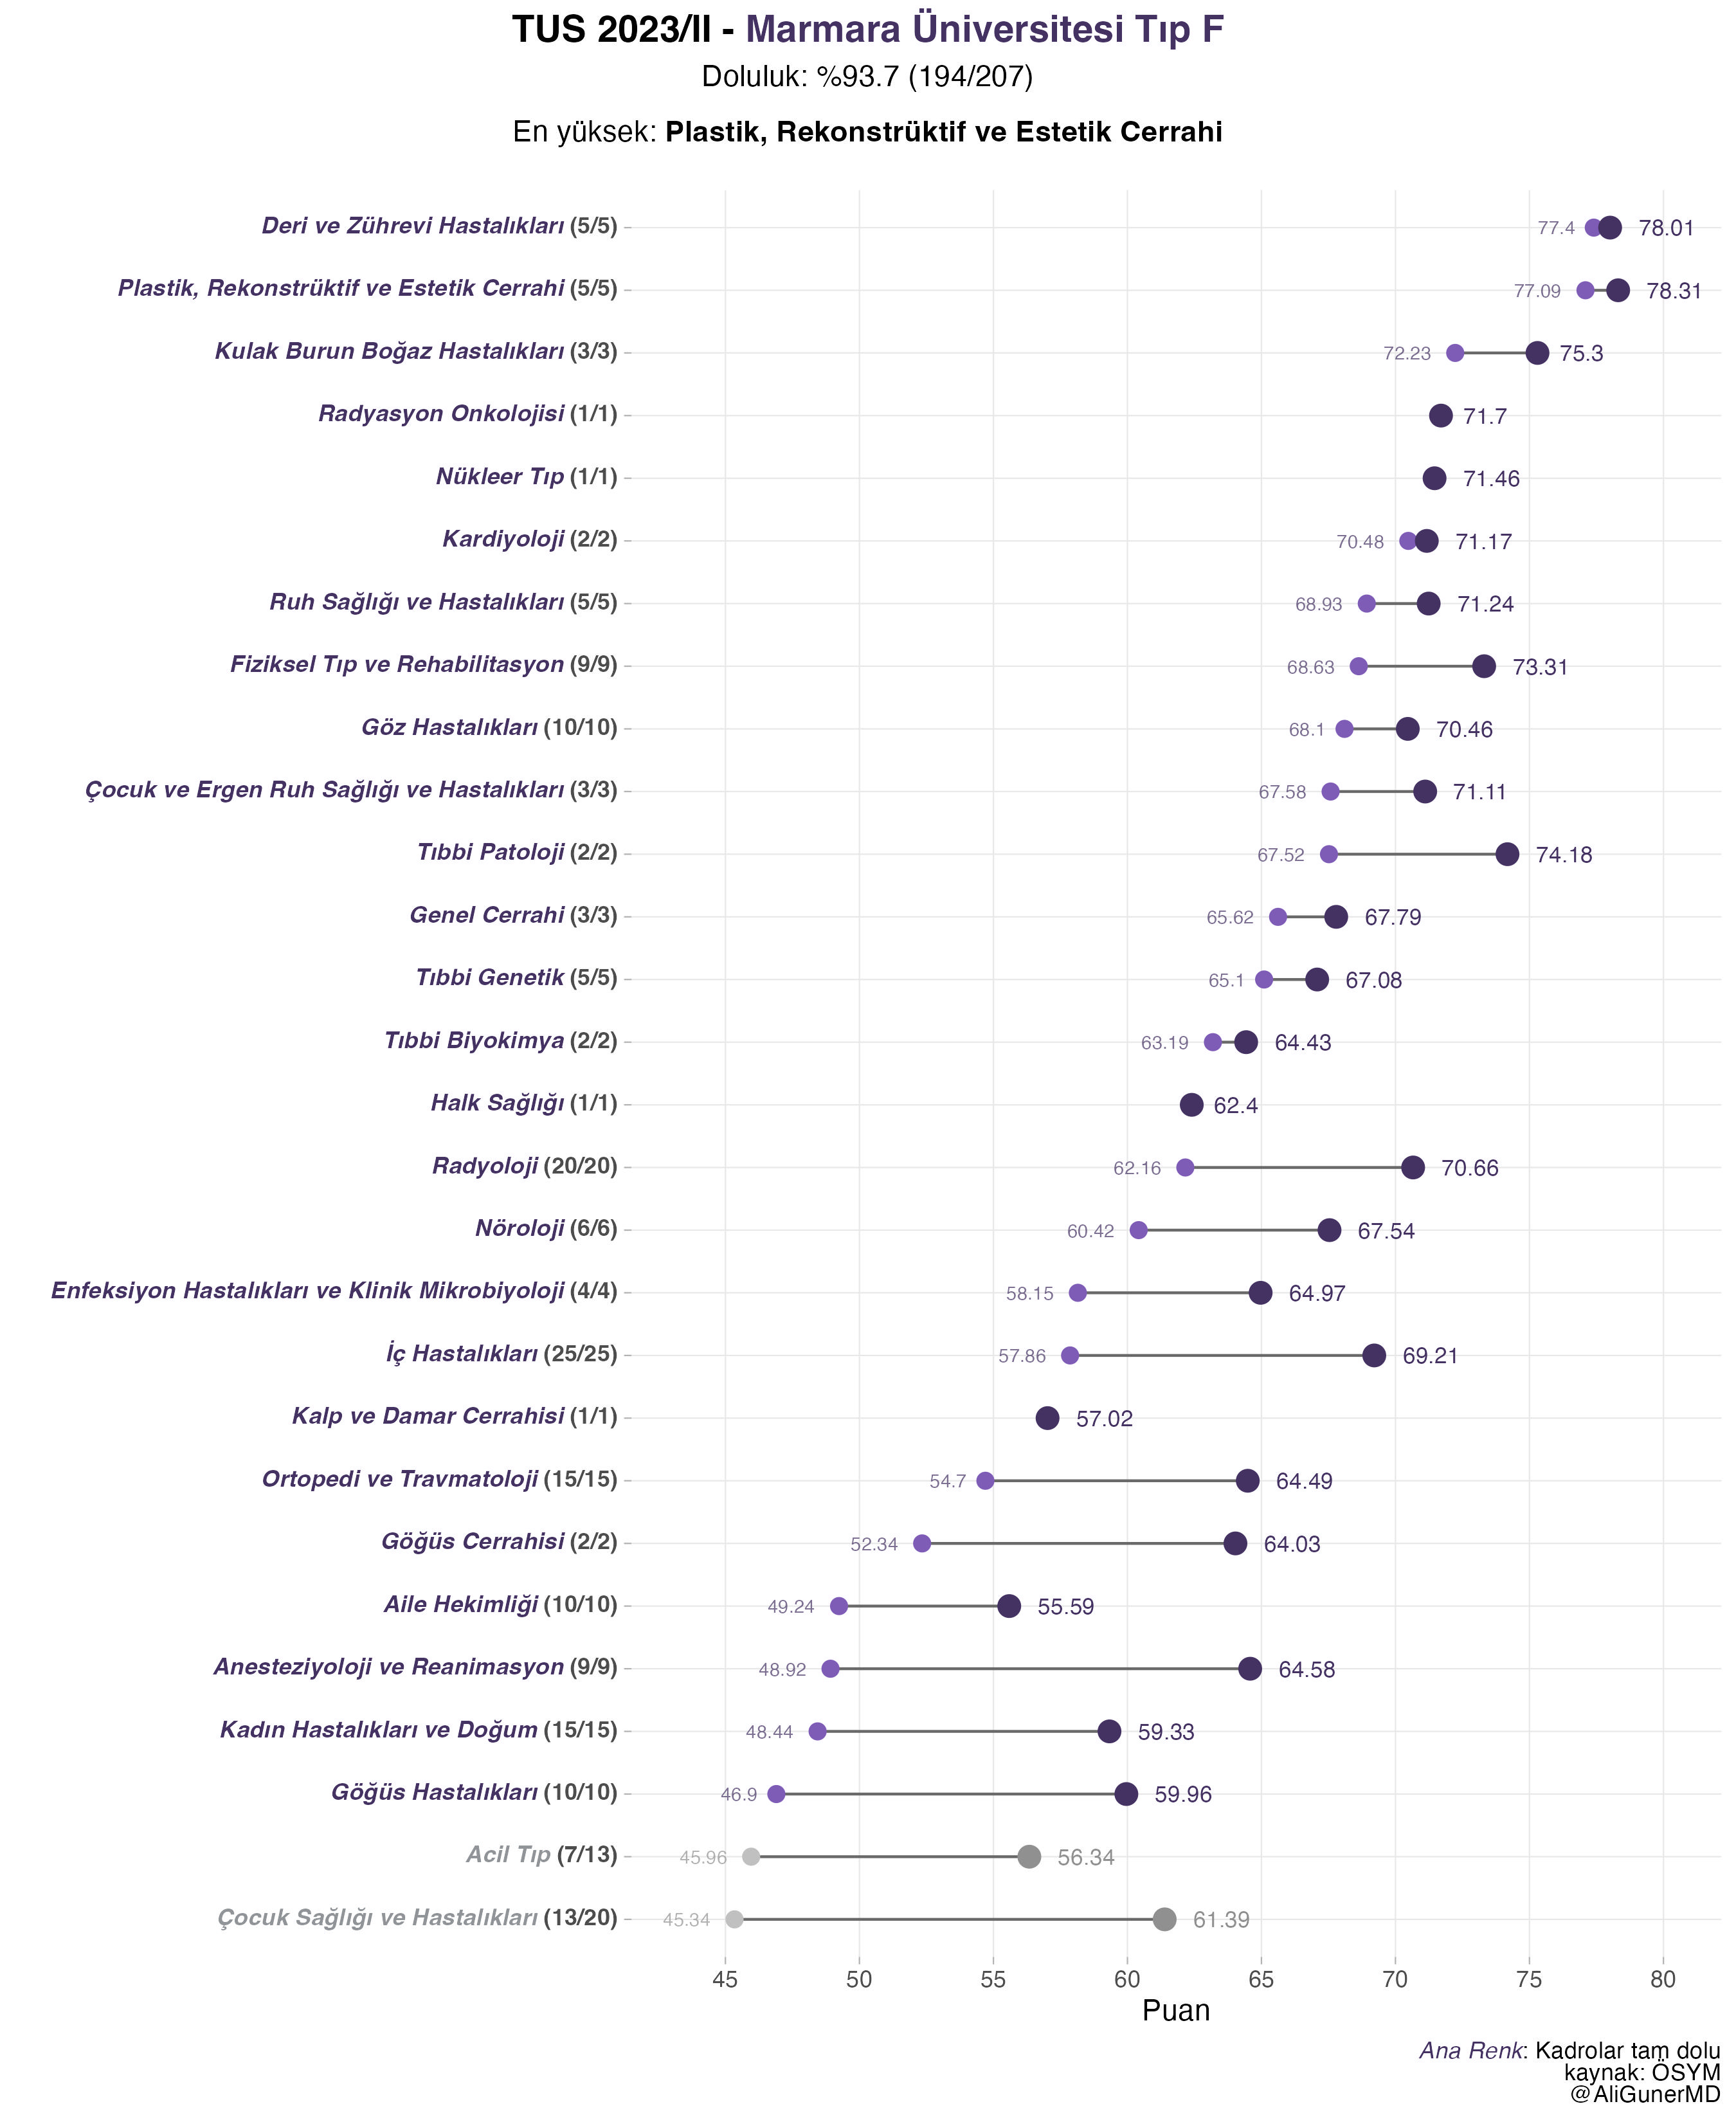 TUS 2023/II - Marmara Üniversitesi Tıp F
Doluluk: %93.7 (194/207)
En yüksek: Plastik, Rekonstrüktif ve Estetik Cerrahi
Deri ve Zührevi Hastalıkları (5/5) 77.4 78.01
Plastik, Rekonstrüktif ve Estetik Cerrahi (5/5) 77.09 78.31
Kulak Burun Boğaz Hastalıkları (3/3) 72.23 75.3
Radyasyon Onkolojisi (1/1) 71.7
Nükleer Tıp (1/1) 71.46
Kardiyoloji (2/2) 70.48 71.17
Ruh Sağlığı ve Hastalıkları (5/5) 68.93 71.24
Fiziksel Tıp ve Rehabilitasyon (9/9) 68.63 73.31
Göz Hastalıkları (10/10) 68.1 70.46
Çocuk ve Ergen Ruh Sağlığı ve Hastalıkları (3/3) 67.58 71.11
Tıbbi Patoloji (2/2) 67.52 74.18
Genel Cerrahi (3/3) 65.62 67.79
Tıbbi Genetik (5/5) 65.1 67.08
Tıbbi Biyokimya (2/2) 63.19 64.43
Halk Sağlığı (1/1) 62.4
Radyoloji (20/20) 62.16 70.66
Nöroloji (6/6) 60.42 67.54
Enfeksiyon Hastalıkları ve Klinik Mikrobiyoloji (4/4) 58.15 64.97
İç Hastalıkları (25/25) 57.86 69.21
Kalp ve Damar Cerrahisi (1/1) 57.02
Ortopedi ve Travmatoloji (15/15) 54.7 64.49
Göğüs Cerrahisi (2/2) 52.34 64.03
Aile Hekimliği (10/10) 49.24 55.59
Anesteziyoloji ve Reanimasyon (9/9) 48.92 64.58
Kadın Hastalıkları ve Doğum (15/15) 48.44 59.33
Göğüs Hastalıkları (10/10) 46.9 59.96
Acil Tıp (7/13) 45.96 56.34
Çocuk Sağlığı ve Hastalıkları (13/20) 45.34 61.39
45 50 55 60 65 70 75 80
Puan
Ana Renk: Kadrolar tam dolu
kaynak: ÖSYM
@AliGunerMD